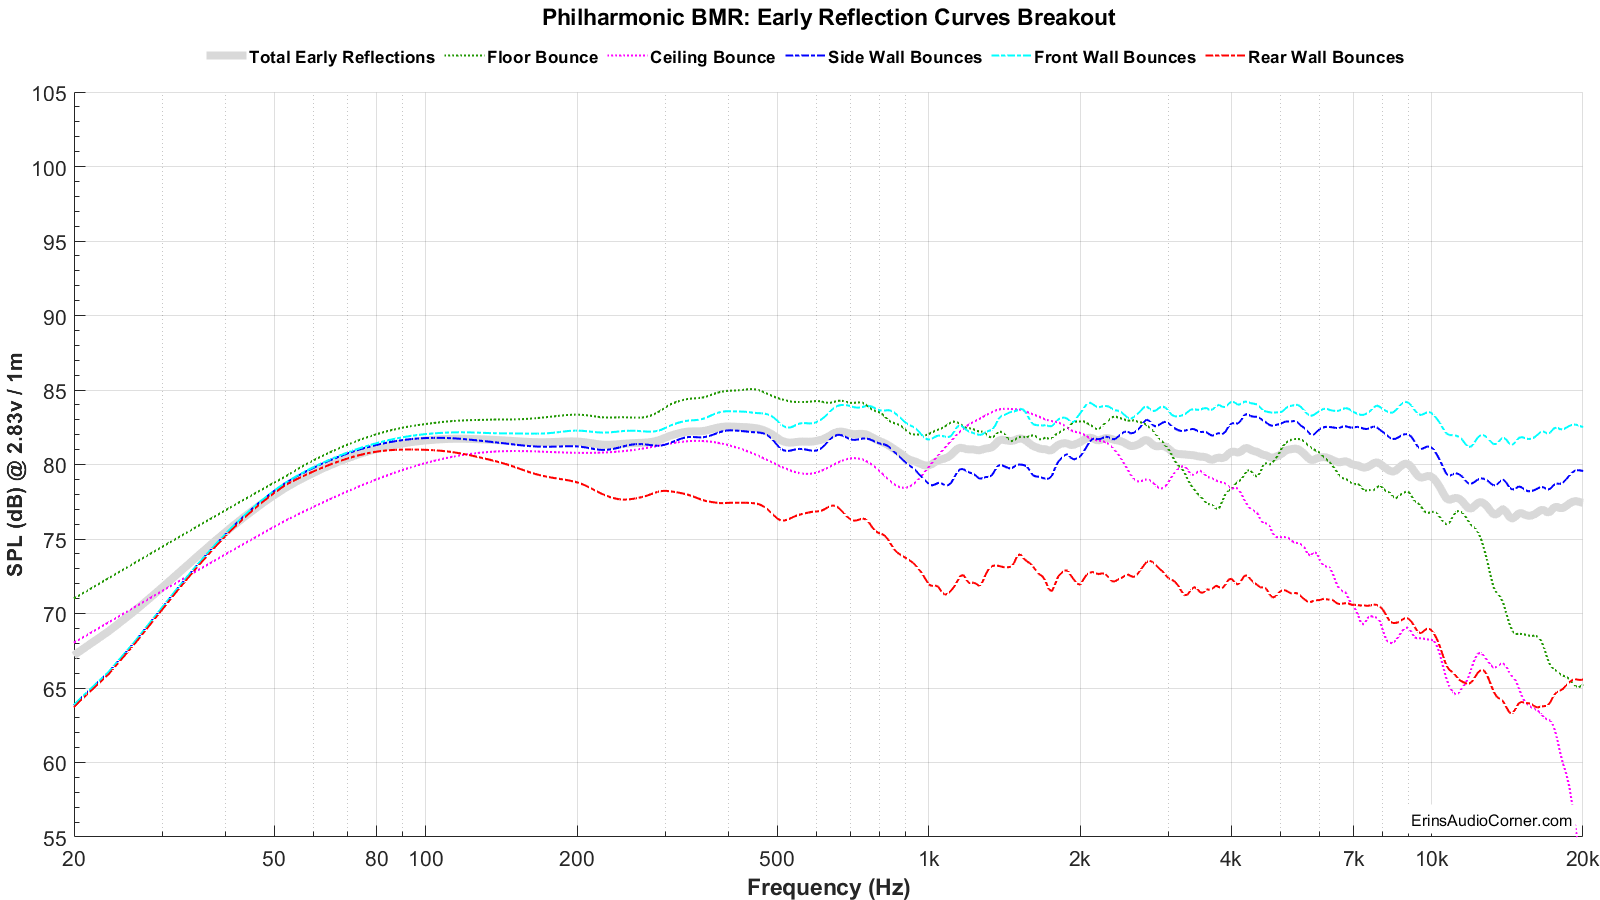 Philharmonic BMR: Early Reflection Curves Breakout
Total Early Reflections Floor Bounce Ceiling Bounce Side Wall Bounces Front Wall Bounces Rear Wall Bounces
105
100
95
90
85
80
75
70
65
60
55
SPL (dB) @ 2.83v / 1m
ErinsAudioCorner.com
20 50 80 100 200 500 1k 2k 4k 7k 10k 20k
Frequency (Hz)